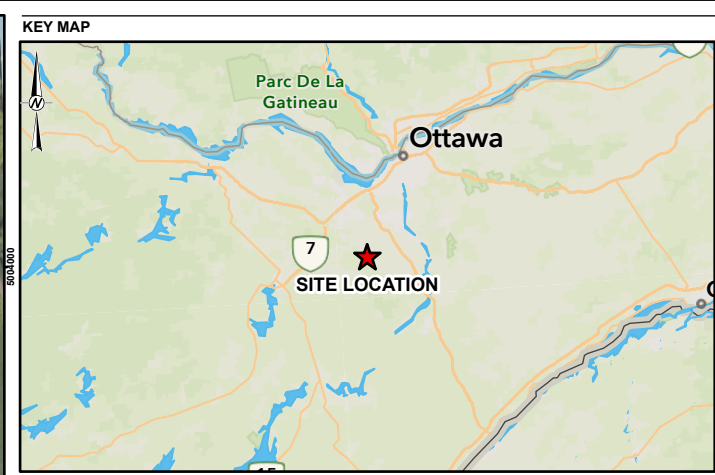 KEY MAP
N
Parc De La
Gatineau
Ottawa
5004000
7
SITE LOCATION